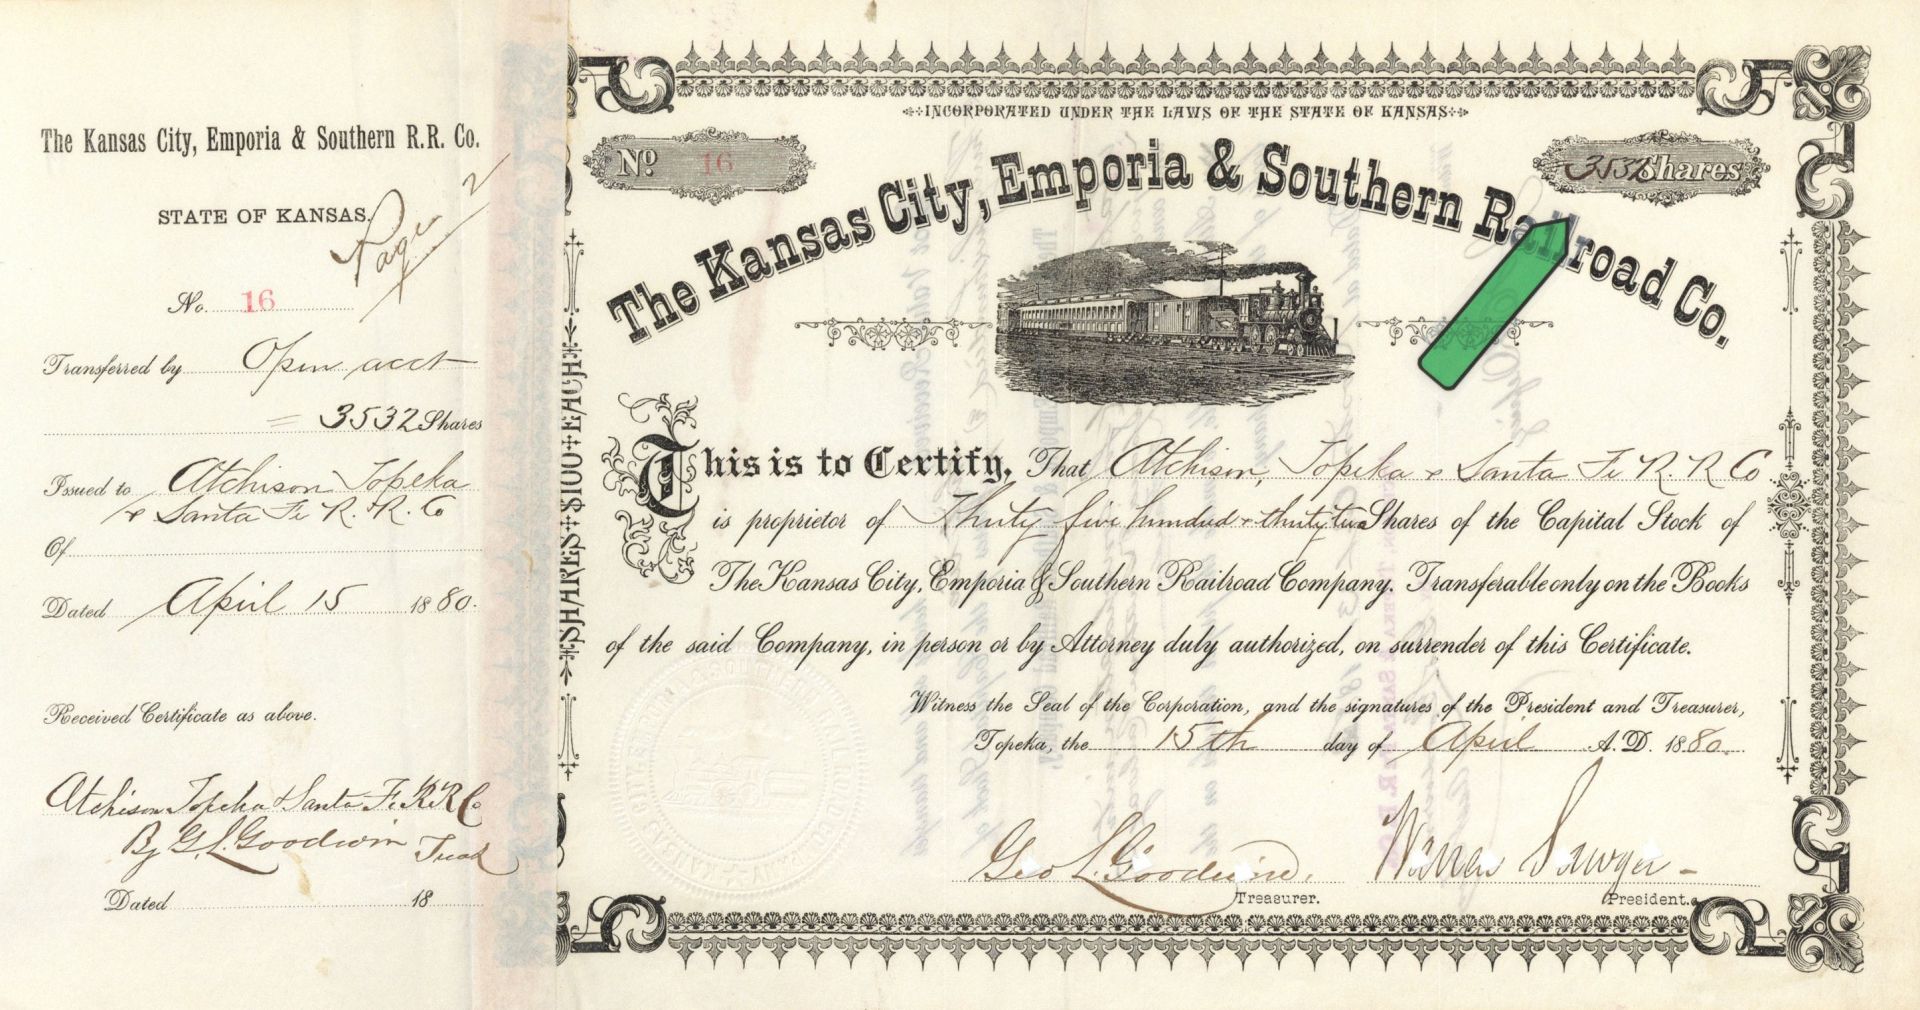 The Kansas City, Emporia & Southern R.R. Co.
STATE OF KANSAS.
Page 2
No. 16
Transferred by Open acct
= 3532 Shares
Issued to Atchison Topeka
& Santa Fe R. R. Co
Of
Dated April 15 1880.
Received Certificate as above.
Atchison Topeka & Santa Fe R R Co
By G. L. Goodwin
Dated 18
SHARES $100 EACH
INCORPORATED UNDER THE LAWS OF THE STATE OF KANSAS
No. 16
3532 Shares
The Kansas City, Emporia & Southern Railroad Co.
This is to Certify, That Atchison, Topeka & Santa Fe R. R Co
is proprietor of Thirty five hundred & thirty two Shares of the Capital Stock of
The Kansas City, Emporia & Southern Railroad Company. Transferable only on the Books
of the said Company, in person or by Attorney duly authorized, on surrender of this Certificate.
Witness the Seal of the Corporation, and the signatures of the President and Treasurer,
Topeka, the 15th day of April A.D. 1880.
Geo L. Goodwin. Warren Sawyer
Treasurer. President.